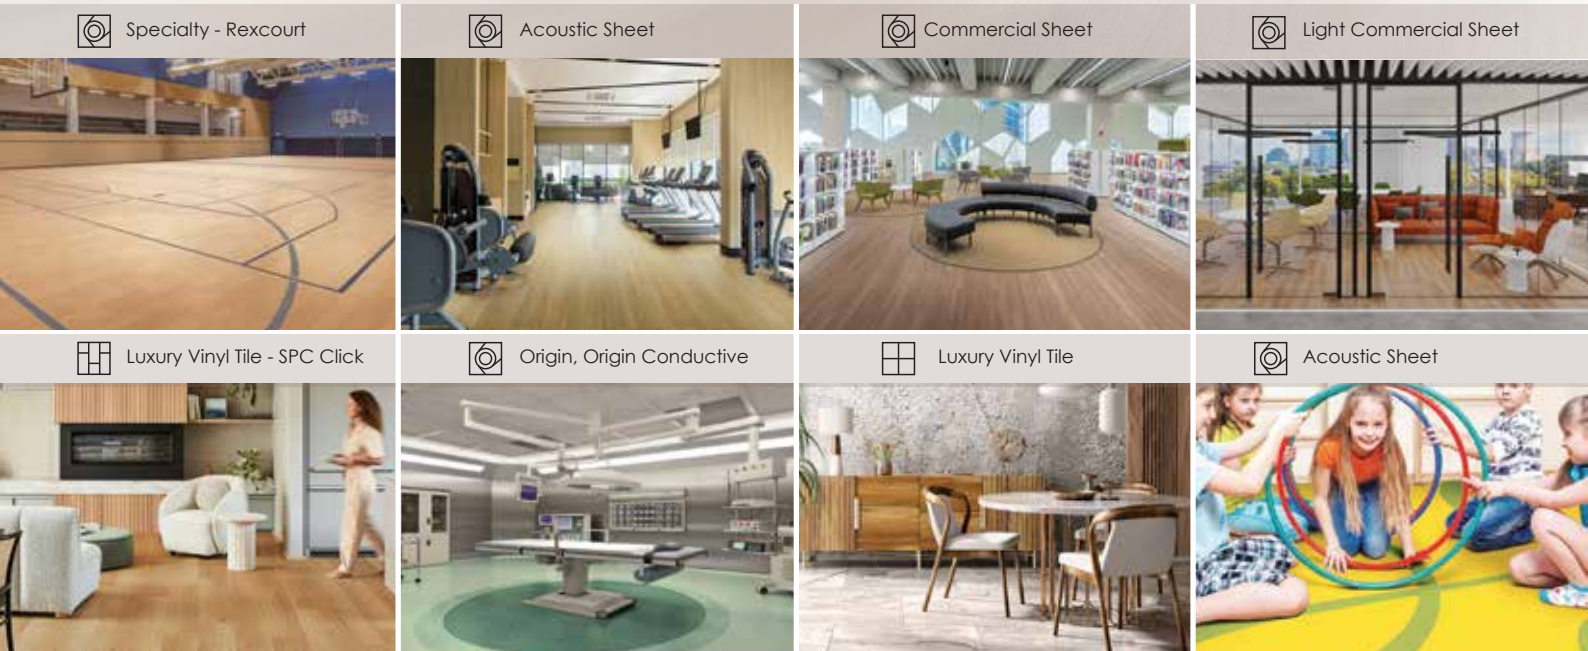 Specialty - Rexcourt
Acoustic Sheet
Commercial Sheet
Light Commercial Sheet
Luxury Vinyl Tile - SPC Click
Origin, Origin Conductive
Luxury Vinyl Tile
Acoustic Sheet